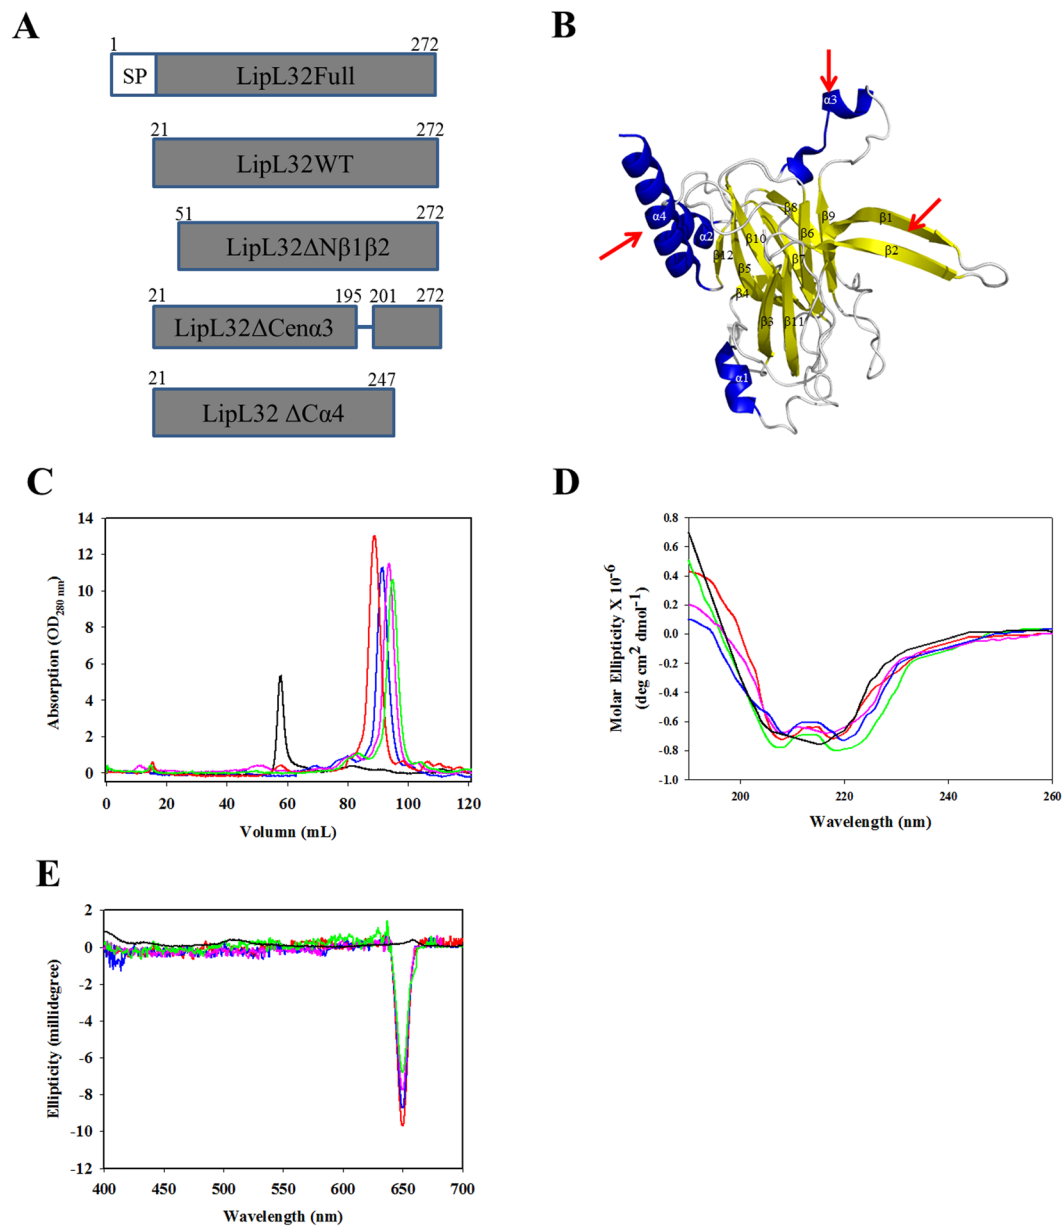 A
1 272
SP LipL32Full
21 272
LipL32WT
51 272
LipL32ΔNβ1β2
21 195 201 272
LipL32ΔCenα3
21 247
LipL32 ΔCα4
B
α3
α4
α2
β12
β10
β5
β4
β8
β6
β7
β9
β1
β2
β3
β11
α1
C
14
12
10
8
6
4
2
0
0 20 40 60 80 100 120
Absorption (OD280 nm)
Volumn (mL)
D
0.8
0.6
0.4
0.2
0.0
-0.2
-0.4
-0.6
-0.8
-1.0
200 220 240 260
Molar Ellipticity X 10-6
(deg cm2 dmol-1)
Wavelength (nm)
E
2
0
-2
-4
-6
-8
-10
-12
400 450 500 550 600 650 700
Ellipticity (millidegree)
Wavelength (nm)